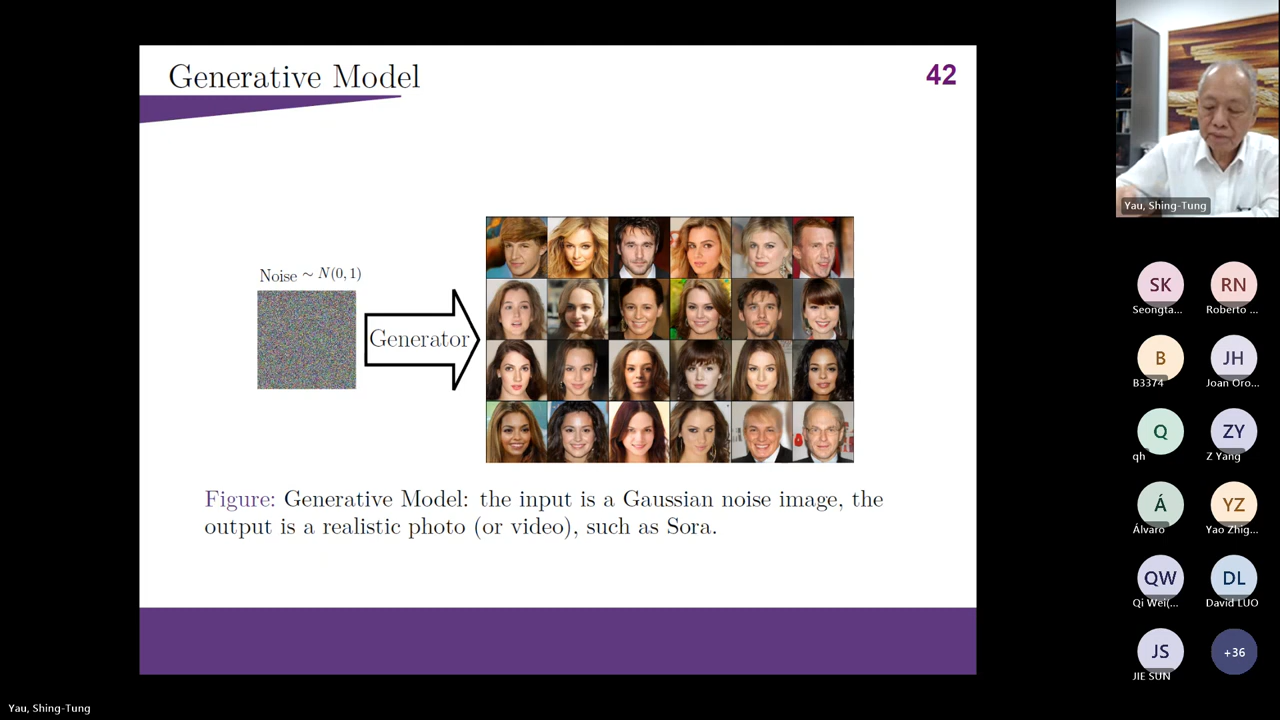 Generative Model
42
Noise ~ N(0,1)
Generator
Figure: Generative Model: the input is a Gaussian noise image, the
output is a realistic photo (or video), such as Sora.
Yau, Shing-Tung
SK
Seongta...
RN
Roberto ...
B
B3374
JH
Joan Oro...
Q
qh
ZY
Z Yang
Á
Álvaro
YZ
Yao Zhig...
QW
Qi Wei(...
DL
David LUO
JS
JIE SUN
+36
Yau, Shing-Tung